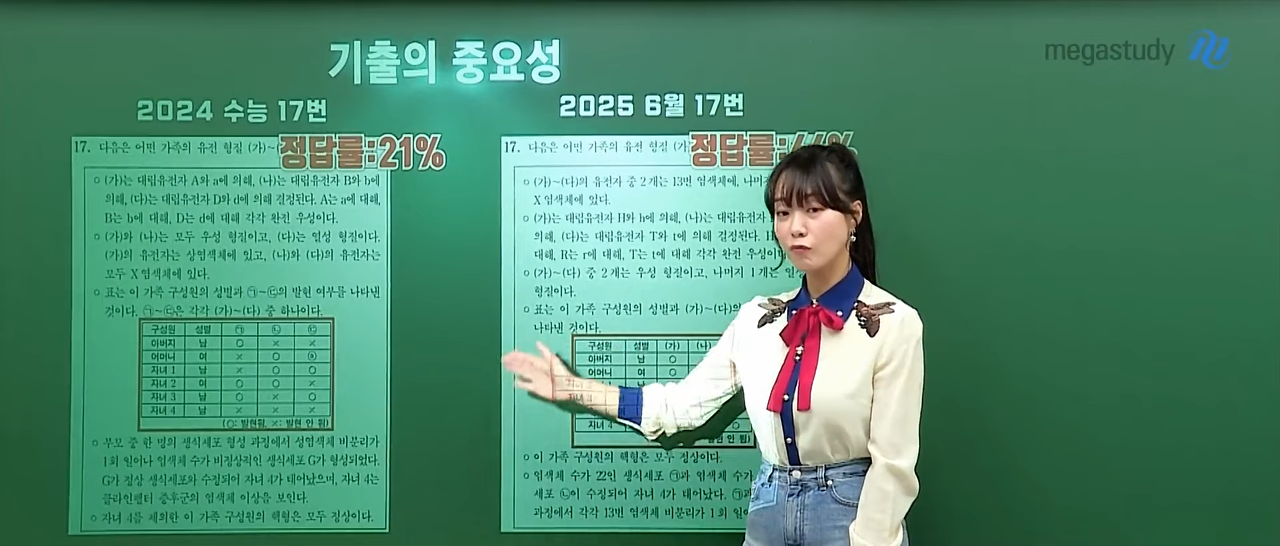 기출의 중요성
megastudy
2024 수능 17번
정답률:21%
17. 다음은 어떤 가족의 유전 형질 (가)~(
○ (가)는 대립유전자 A와 a에 의해, (나)는 대립유전자 B와 b에
의해, (다)는 대립유전자 D와 d에 의해 결정된다. A는 a에 대해,
B는 b에 대해, D는 d에 대해 각각 완전 우성이다.
○ (가)와 (나)는 모두 우성 형질이고, (다)는 열성 형질이다.
(가)의 유전자는 상염색체에 있고, (나)와 (다)의 유전자는
모두 X 염색체에 있다.
○ 표는 이 가족 구성원의 성별과 ㉠~㉢의 발현 여부를 나타낸
것이다. ㉠~㉢은 각각 (가)~(다) 중 하나이다.
구성원 성별 ㉠ ㉡ ㉢
아버지 남 ○ × ×
어머니 여 × ○ ⓐ
자녀 1 남 × ○ ○
자녀 2 여 ○ ○ ×
자녀 3 남 ○ × ○
자녀 4 남 × × ×
(○: 발현됨, ×: 발현 안 됨)
○ 부모 중 한 명의 생식세포 형성 과정에서 성염색체 비분리가
1회 일어나 염색체 수가 비정상적인 생식세포 G가 형성되었다.
G가 정상 생식세포와 수정되어 자녀 4가 태어났으며, 자녀 4는
클라인펠터 증후군의 염색체 이상을 보인다.
○ 자녀 4를 제외한 이 가족 구성원의 핵형은 모두 정상이다.
2025 6월 17번
정답률:
17. 다음은 어떤 가족의 유전 형질 (가)
○ (가)~(다)의 유전자 중 2개는 13번 염색체에, 나머지
X 염색체에 있다.
○ (가)는 대립유전자 H와 h에 의해, (나)는 대립유전자
의해, (다)는 대립유전자 T와 t에 의해 결정된다. H
대해, R는 r에 대해, T는 t에 대해 각각 완전 우성이
○ (가)~(다) 중 2개는 우성 형질이고, 나머지 1개는 열성
형질이다.
○ 표는 이 가족 구성원의 성별과 (가)~(다)의
나타낸 것이다.
구성원 성별 (가) (나)
아버지 남 ○
어머니 여 ○
자녀 4
안 됨)
○ 이 가족 구성원의 핵형은 모두 정상이다.
○ 염색체 수가 22인 생식세포 ㉠과 염색체 수가
세포 ㉡이 수정되어 자녀 4가 태어났다. ㉠과
과정에서 각각 13번 염색체 비분리가 1회 일어